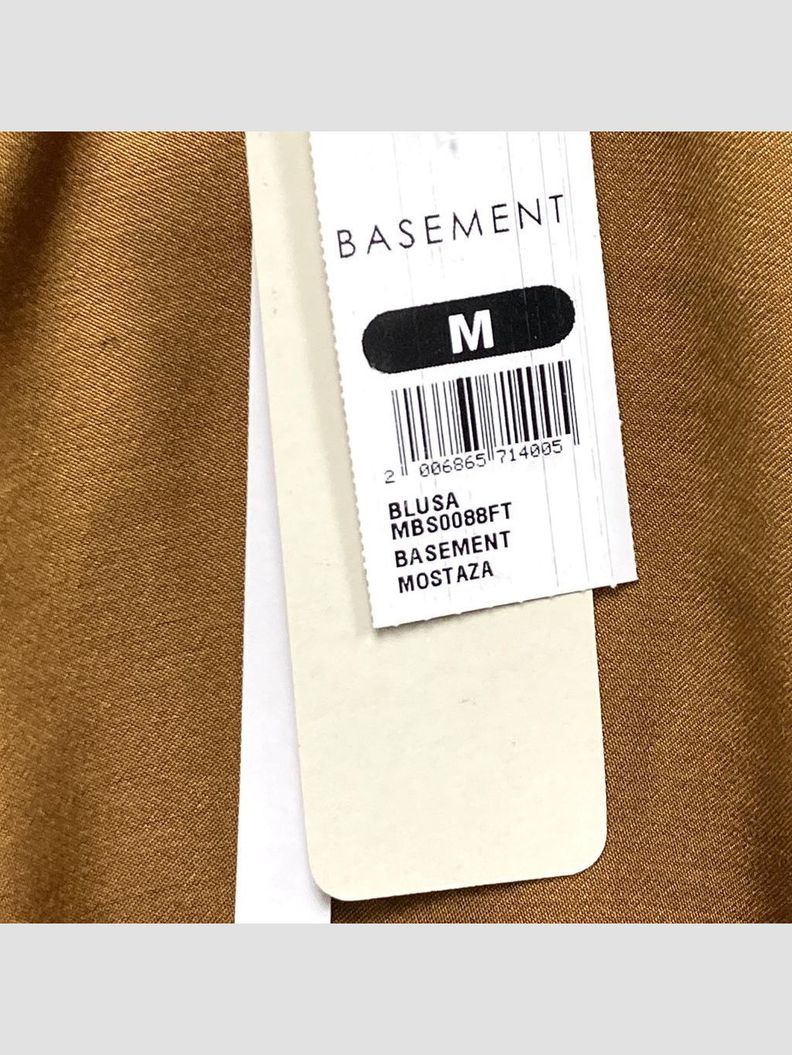 BASEMENT
M
2 006865 714005
BLUSA
MBS0088FT
BASEMENT
MOSTAZA